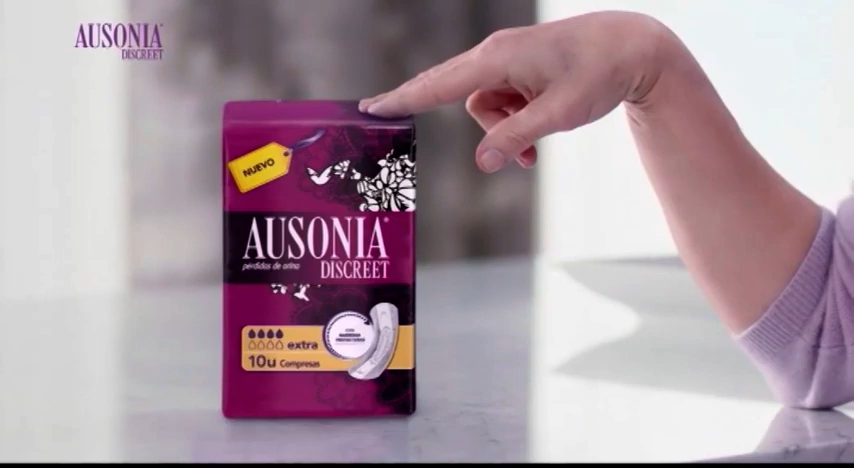 AUSONIA
DISCREET
NUEVO
AUSONIA
pérdidas de orina
DISCREET
extra
10u Compresas